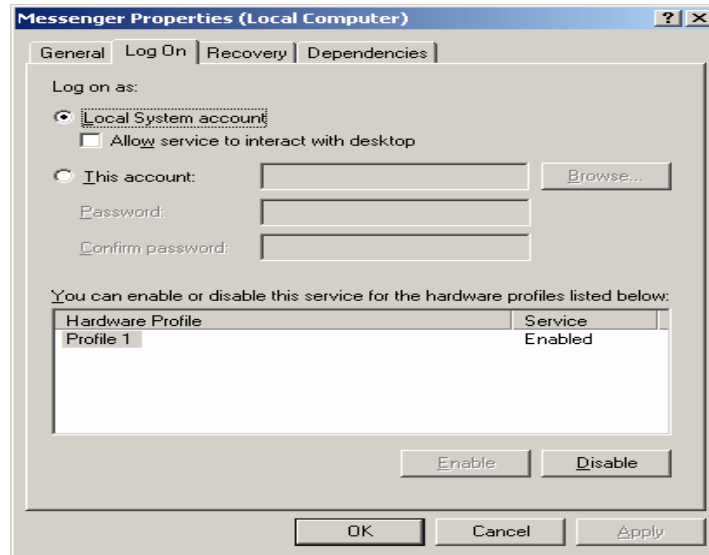 Messenger Properties (Local Computer)
General Log On Recovery Dependencies
Log on as:
Local System account
Allow service to interact with desktop
This account: Browse...
Password:
Confirm password:
You can enable or disable this service for the hardware profiles listed below:
Hardware Profile Service
Profile 1 Enabled
Enable Disable
OK Cancel Apply